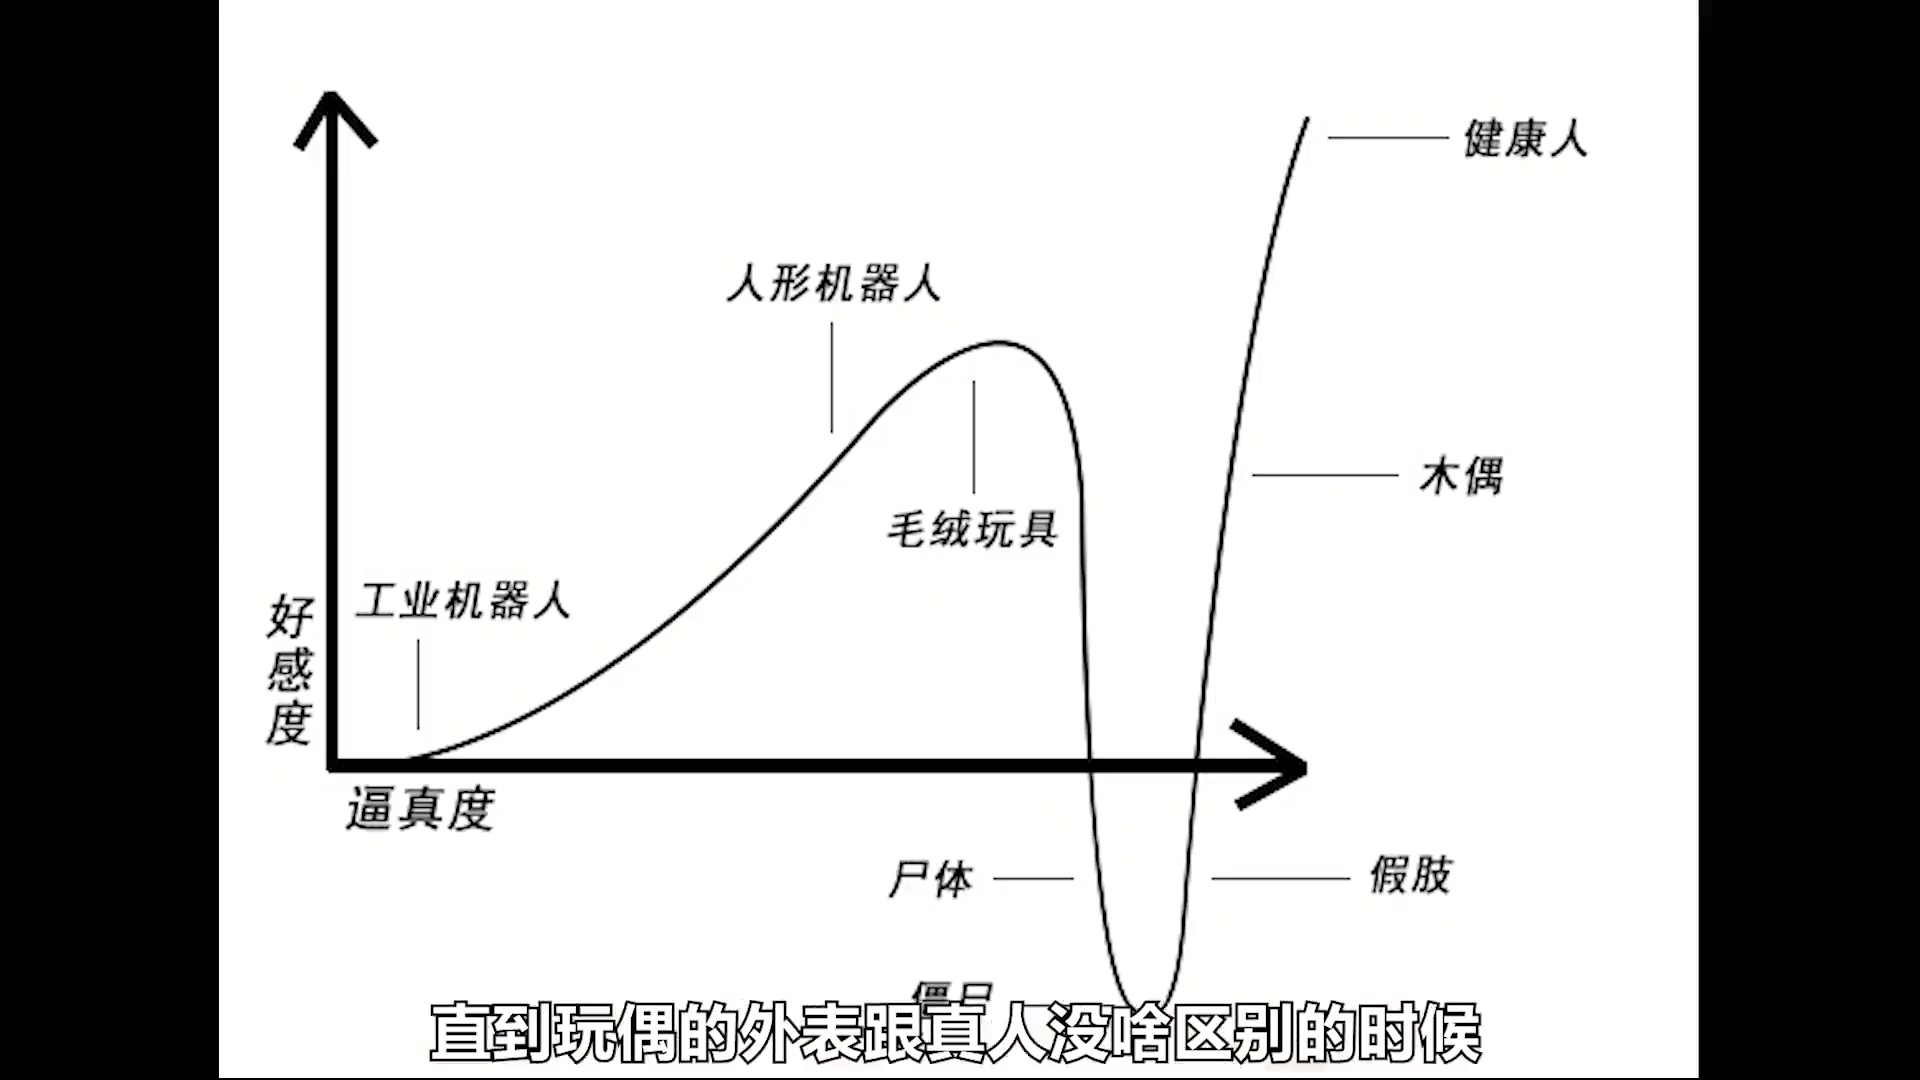 健康人
人形机器人
木偶
毛绒玩具
工业机器人
好感度
逼真度
尸体
假肢
僵尸
直到玩偶的外表跟真人没啥区别的时候